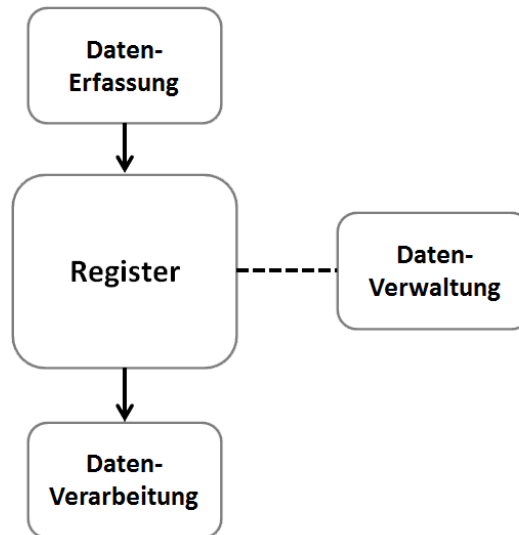 Daten-
Erfassung
Register
Daten-
Verwaltung
Daten-
Verarbeitung